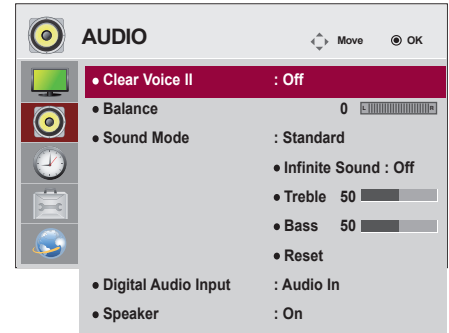 AUDIO Move OK
• Clear Voice II : Off
• Balance 0 L R
• Sound Mode : Standard
• Infinite Sound : Off
• Treble 50
• Bass 50
• Reset
• Digital Audio Input : Audio In
• Speaker : On